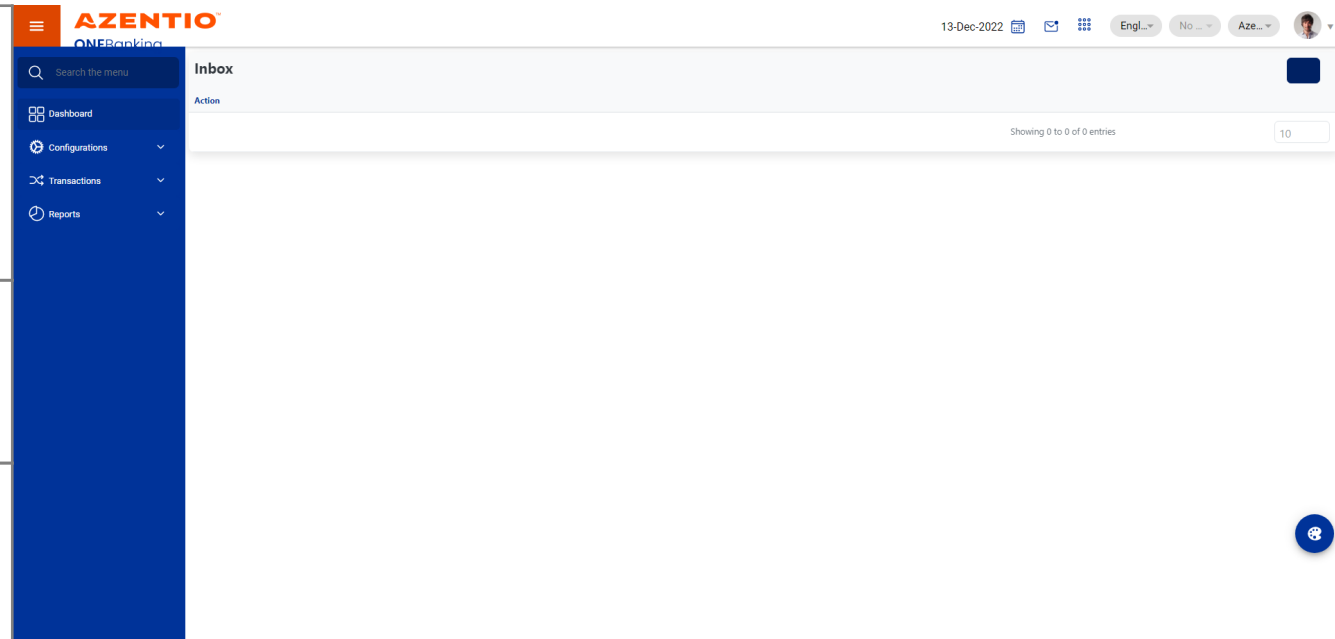 AZENTIO™
ONEBanking
13-Dec-2022
Engl...
No ...
Aze...
Search the menu
Dashboard
Configurations
Transactions
Reports
Inbox
Action
Showing 0 to 0 of 0 entries
10